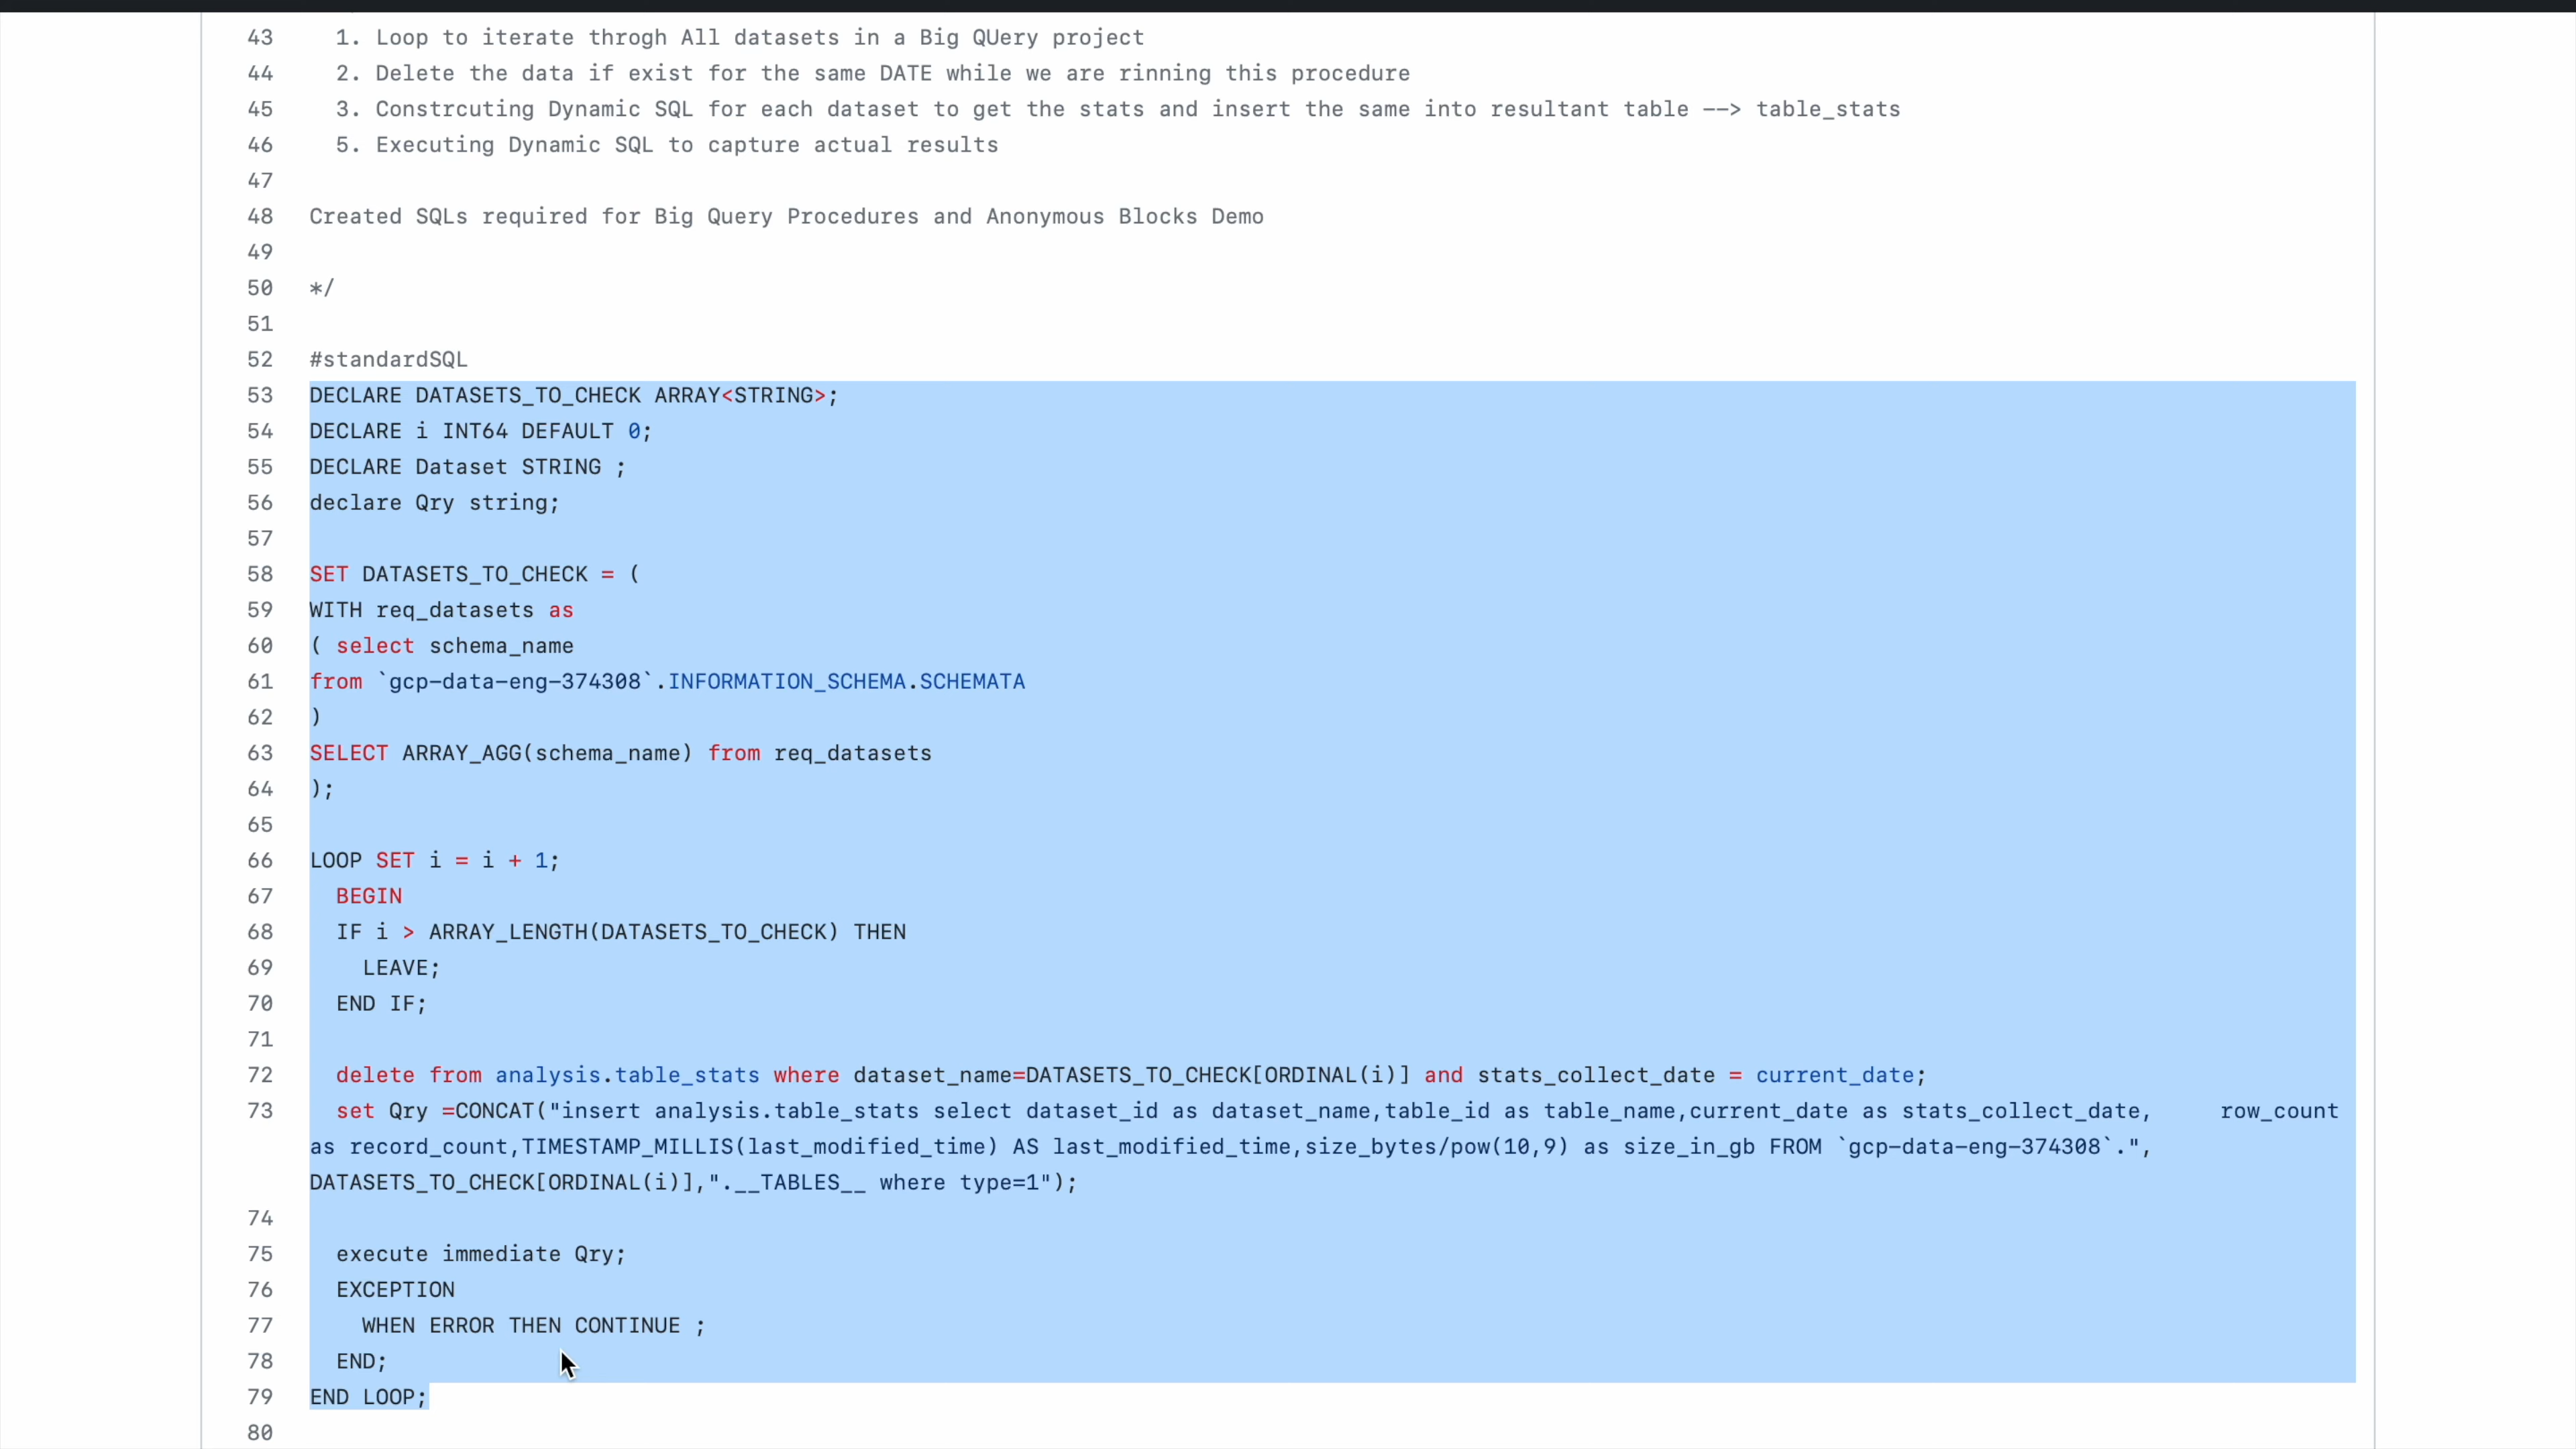 43 1. Loop to iterate throgh All datasets in a Big QUery project
44 2. Delete the data if exist for the same DATE while we are rinning this procedure
45 3. Constrcuting Dynamic SQL for each dataset to get the stats and insert the same into resultant table --> table_stats
46 5. Executing Dynamic SQL to capture actual results
47
48 Created SQLs required for Big Query Procedures and Anonymous Blocks Demo
49
50 */
51
52 #standardSQL
53 DECLARE DATASETS_TO_CHECK ARRAY<STRING>;
54 DECLARE i INT64 DEFAULT 0;
55 DECLARE Dataset STRING ;
56 declare Qry string;
57
58 SET DATASETS_TO_CHECK = (
59 WITH req_datasets as
60 ( select schema_name
61 from `gcp-data-eng-374308`.INFORMATION_SCHEMA.SCHEMATA
62 )
63 SELECT ARRAY_AGG(schema_name) from req_datasets
64 );
65
66 LOOP SET i = i + 1;
67 BEGIN
68 IF i > ARRAY_LENGTH(DATASETS_TO_CHECK) THEN
69 LEAVE;
70 END IF;
71
72 delete from analysis.table_stats where dataset_name=DATASETS_TO_CHECK[ORDINAL(i)] and stats_collect_date = current_date;
73 set Qry =CONCAT("insert analysis.table_stats select dataset_id as dataset_name,table_id as table_name,current_date as stats_collect_date, row_count
as record_count,TIMESTAMP_MILLIS(last_modified_time) AS last_modified_time,size_bytes/pow(10,9) as size_in_gb FROM `gcp-data-eng-374308`.",
DATASETS_TO_CHECK[ORDINAL(i)],".__TABLES__ where type=1");
74
75 execute immediate Qry;
76 EXCEPTION
77 WHEN ERROR THEN CONTINUE ;
78 END;
79 END LOOP;
80